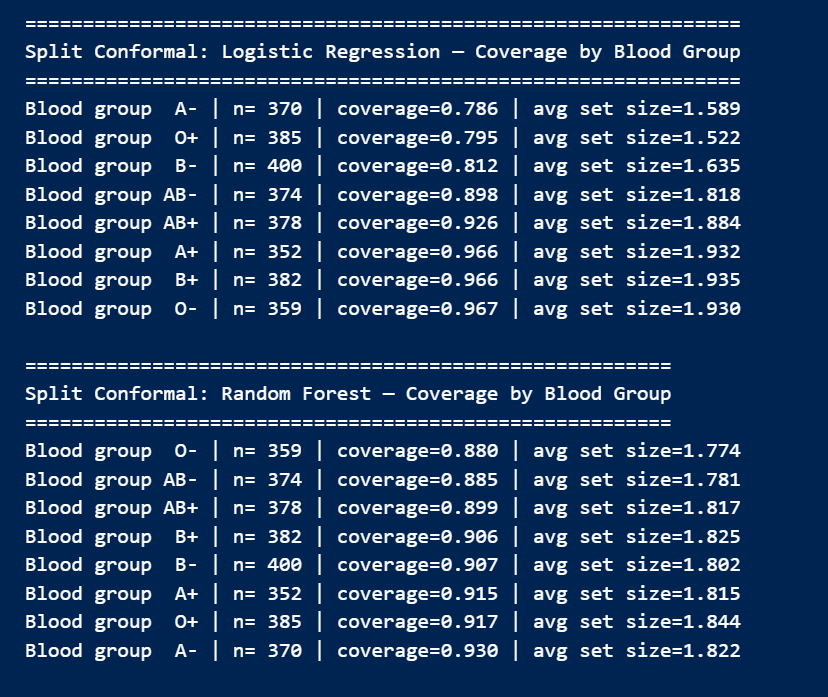 ==============================================================
Split Conformal: Logistic Regression — Coverage by Blood Group
==============================================================
Blood group  A- | n= 370 | coverage=0.786 | avg set size=1.589
Blood group  O+ | n= 385 | coverage=0.795 | avg set size=1.522
Blood group  B- | n= 400 | coverage=0.812 | avg set size=1.635
Blood group AB- | n= 374 | coverage=0.898 | avg set size=1.818
Blood group AB+ | n= 378 | coverage=0.926 | avg set size=1.884
Blood group  A+ | n= 352 | coverage=0.966 | avg set size=1.932
Blood group  B+ | n= 382 | coverage=0.966 | avg set size=1.935
Blood group  O- | n= 359 | coverage=0.967 | avg set size=1.930
========================================================
Split Conformal: Random Forest — Coverage by Blood Group
========================================================
Blood group  O- | n= 359 | coverage=0.880 | avg set size=1.774
Blood group AB- | n= 374 | coverage=0.885 | avg set size=1.781
Blood group AB+ | n= 378 | coverage=0.899 | avg set size=1.817
Blood group  B+ | n= 382 | coverage=0.906 | avg set size=1.825
Blood group  B- | n= 400 | coverage=0.907 | avg set size=1.802
Blood group  A+ | n= 352 | coverage=0.915 | avg set size=1.815
Blood group  O+ | n= 385 | coverage=0.917 | avg set size=1.844
Blood group  A- | n= 370 | coverage=0.930 | avg set size=1.822